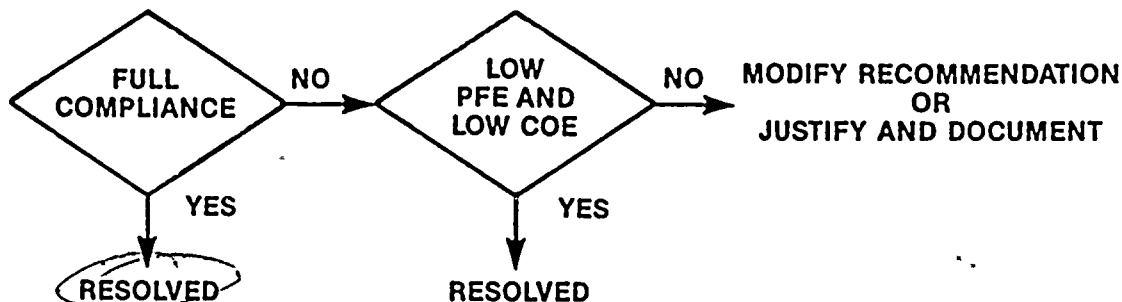 FULL
COMPLIANCE
NO
LOW
PFE AND
LOW COE
NO
MODIFY RECOMMENDATION
OR
JUSTIFY AND DOCUMENT
YES
YES
RESOLVED
RESOLVED